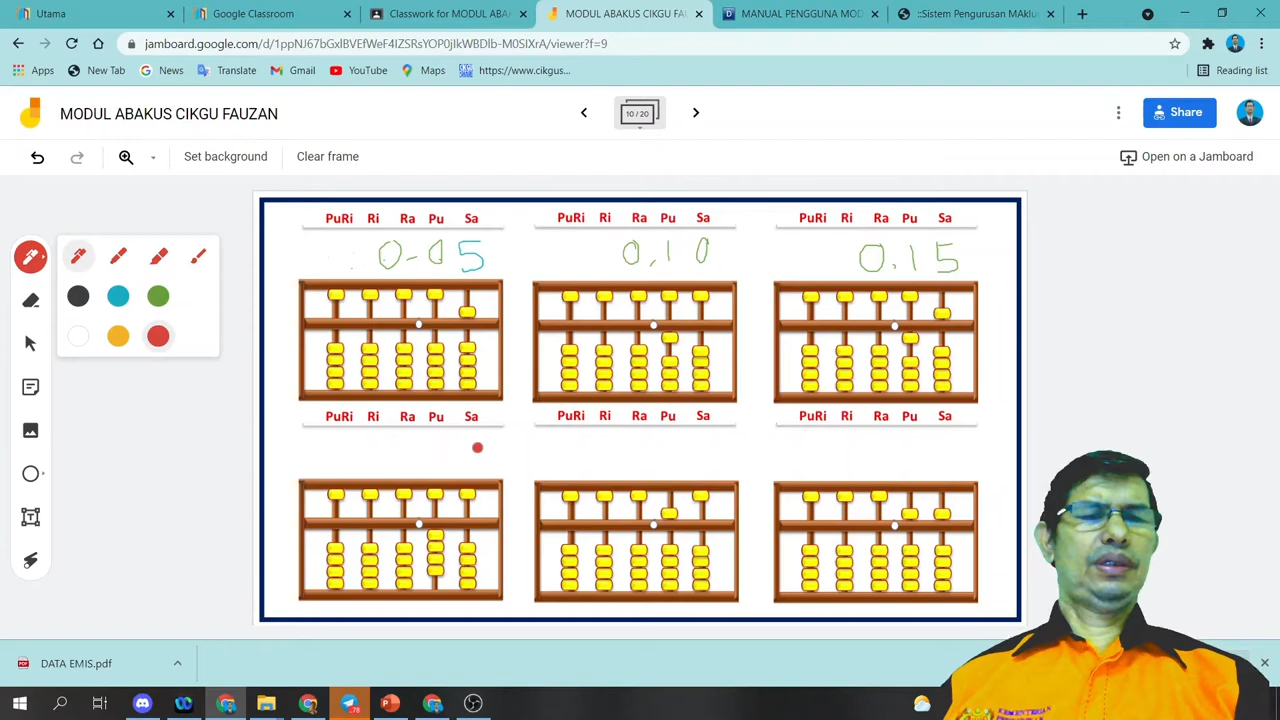 Utama
Google Classroom
Classwork for MODUL ABA
MODUL ABAKUS CIKGU FAU
MANUAL PENGGUNA MOD
::Sistem Pengurusan MAklu
jamboard.google.com/d/1ppNJ67bGxlBVEfWeF4IZSRsYOP0jIkWBDlb-M0SIXrA/viewer?f=9
Apps
New Tab
News
Translate
Gmail
YouTube
Maps
https://www.cikgus...
Reading list
MODUL ABAKUS CIKGU FAUZAN
10 / 20
Share
Set background
Clear frame
Open on a Jamboard
PuRi Ri Ra Pu Sa
PuRi Ri Ra Pu Sa
PuRi Ri Ra Pu Sa
0.05
0.10
0.15
PuRi Ri Ra Pu Sa
PuRi Ri Ra Pu Sa
PuRi Ri Ra Pu Sa
DATA EMIS.pdf
78
KEMENTERIAN